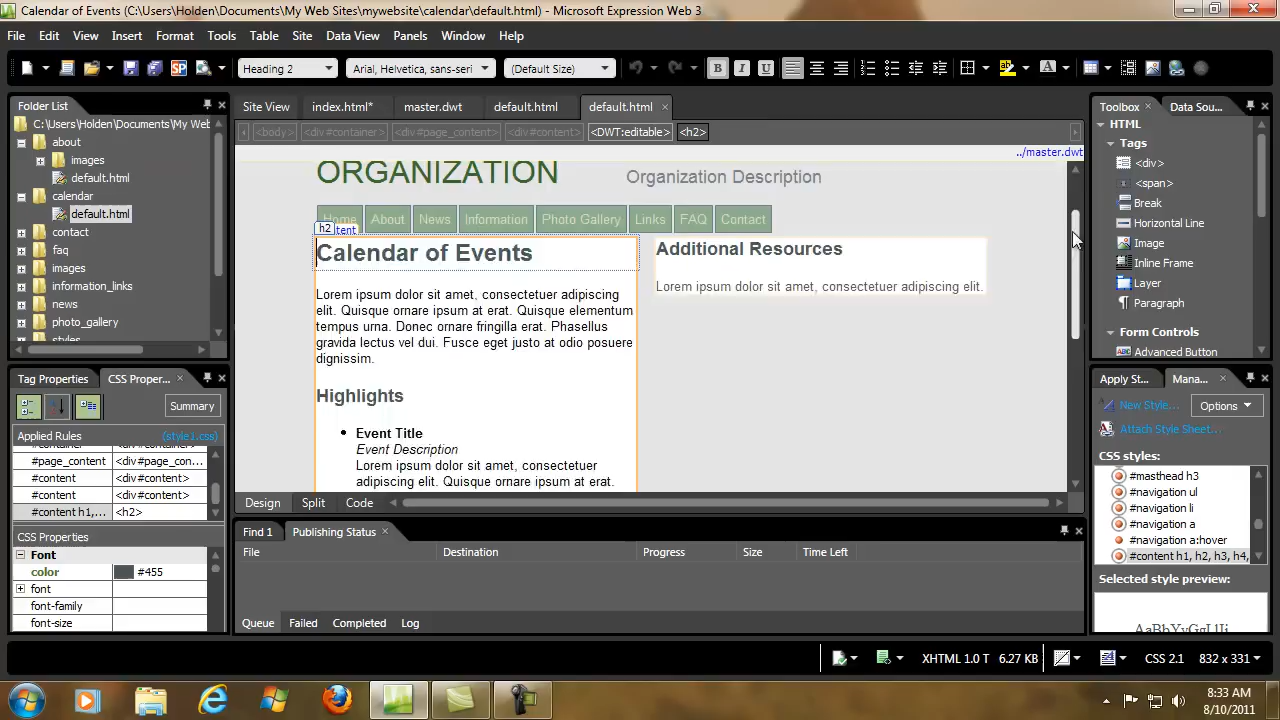 Calendar of Events (C:\Users\Holden\Documents\My Web Sites\mywebsite\calendar\default.html) - Microsoft Expression Web 3
File Edit View Insert Format Tools Table Site Data View Panels Window Help
Heading 2 Arial, Helvetica, sans-seri (Default Size) B I U A
Folder List
C:\Users\Holden\Documents\My Web
about
images
default.html
calendar
default.html
contact
faq
images
information_links
news
photo_gallery
styles
Site View index.html* master.dwt default.html default.html
<body> <div#container> <div#page_content> <div#content> <DWT:editable> <h2>
../master.dwt
ORGANIZATION Organization Description
Home About News Information Photo Gallery Links FAQ Contact
h2 tent
Calendar of Events
Lorem ipsum dolor sit amet, consectetuer adipiscing
elit. Quisque ornare ipsum at erat. Quisque elementum
tempus urna. Donec ornare fringilla erat. Phasellus
gravida lectus vel dui. Fusce eget justo at odio posuere
dignissim.
Highlights
Event Title
Event Description
Lorem ipsum dolor sit amet, consectetuer
adipiscing elit. Quisque ornare ipsum at erat.
Additional Resources
Lorem ipsum dolor sit amet, consectetuer adipiscing elit.
Design Split Code
Toolbox Data Sou...
HTML
Tags
<div>
<span>
Break
Horizontal Line
Image
Inline Frame
Layer
Paragraph
Form Controls
Advanced Button
Tag Properties CSS Proper...
Summary
Applied Rules (style1.css)
#page_content <div#page_con...
#content <div#content>
#content <div#content>
#content h1,... <h2>
CSS Properties
Font
color #455
font
font-family
font-size
Find 1 Publishing Status
File Destination Progress Size Time Left
Queue Failed Completed Log
Apply St... Mana...
New Style... Options
Attach Style Sheet...
CSS styles:
#masthead h3
#navigation ul
#navigation li
#navigation a
#navigation a:hover
#content h1, h2, h3, h4,
Selected style preview:
AaBbYyGgLlJj
XHTML 1.0 T 6.27 KB CSS 2.1 832 x 331
8:33 AM
8/10/2011